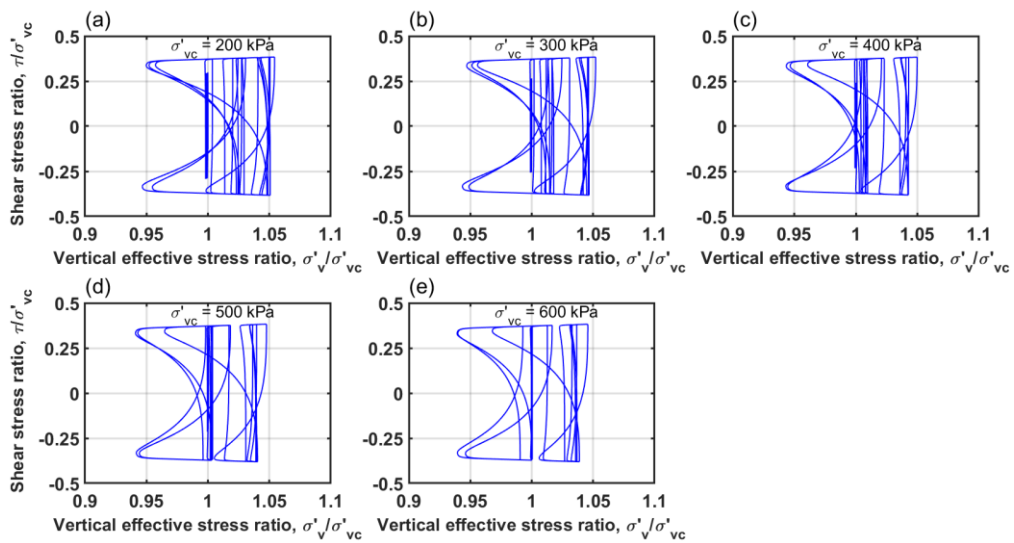 (a)
σ'vc = 200 kPa
0.5
0.25
0
-0.25
-0.5
0.9
0.95
1
1.05
1.1
Shear stress ratio, τ/σ'vc
Vertical effective stress ratio, σ'v/σ'vc
(b)
σ'vc = 300 kPa
0.5
0.25
0
-0.25
-0.5
0.9
0.95
1
1.05
1.1
Vertical effective stress ratio, σ'v/σ'vc
(c)
σ'vc = 400 kPa
0.5
0.25
0
-0.25
-0.5
0.9
0.95
1
1.05
1.1
Vertical effective stress ratio, σ'v/σ'vc
(d)
σ'vc = 500 kPa
0.5
0.25
0
-0.25
-0.5
0.9
0.95
1
1.05
1.1
Shear stress ratio, τ/σ'vc
Vertical effective stress ratio, σ'v/σ'vc
(e)
σ'vc = 600 kPa
0.5
0.25
0
-0.25
-0.5
0.9
0.95
1
1.05
1.1
Vertical effective stress ratio, σ'v/σ'vc